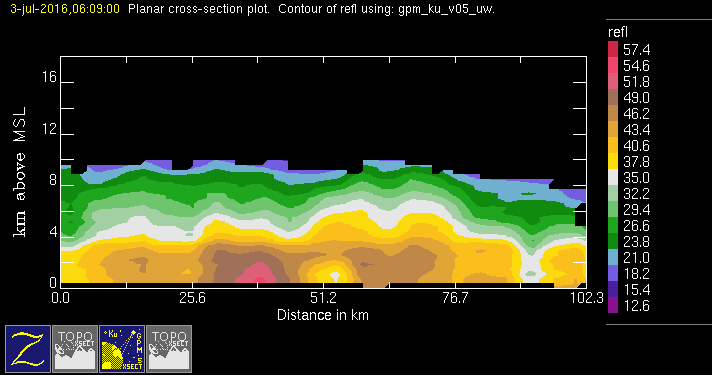 3-jul-2016,06:09:00 Planar cross-section plot. Contour of refl using: gpm_ku_v05_uw.
refl
57.4
54.6
51.8
49.0
46.2
43.4
40.6
37.8
35.0
32.2
29.4
26.6
23.8
21.0
18.2
15.4
12.6
km above MSL
16
12
8
4
0
0.0 25.6 51.2 76.7 102.3
Distance in km
Z
TOPO
XSECT
"Ku"
GPM
XSECT
TOPO
XSECT